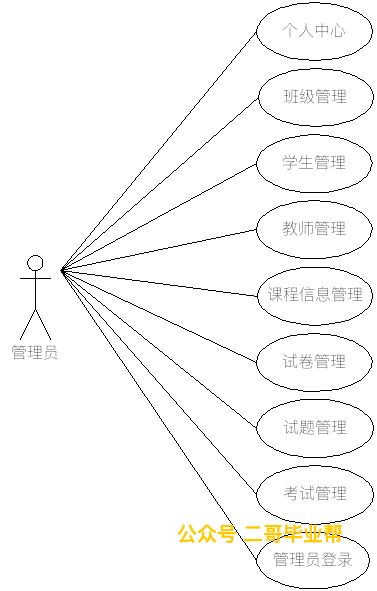 个人中心
班级管理
学生管理
教师管理
课程信息管理
管理员
试卷管理
试题管理
考试管理
公众号 二哥毕业帮
管理员登录